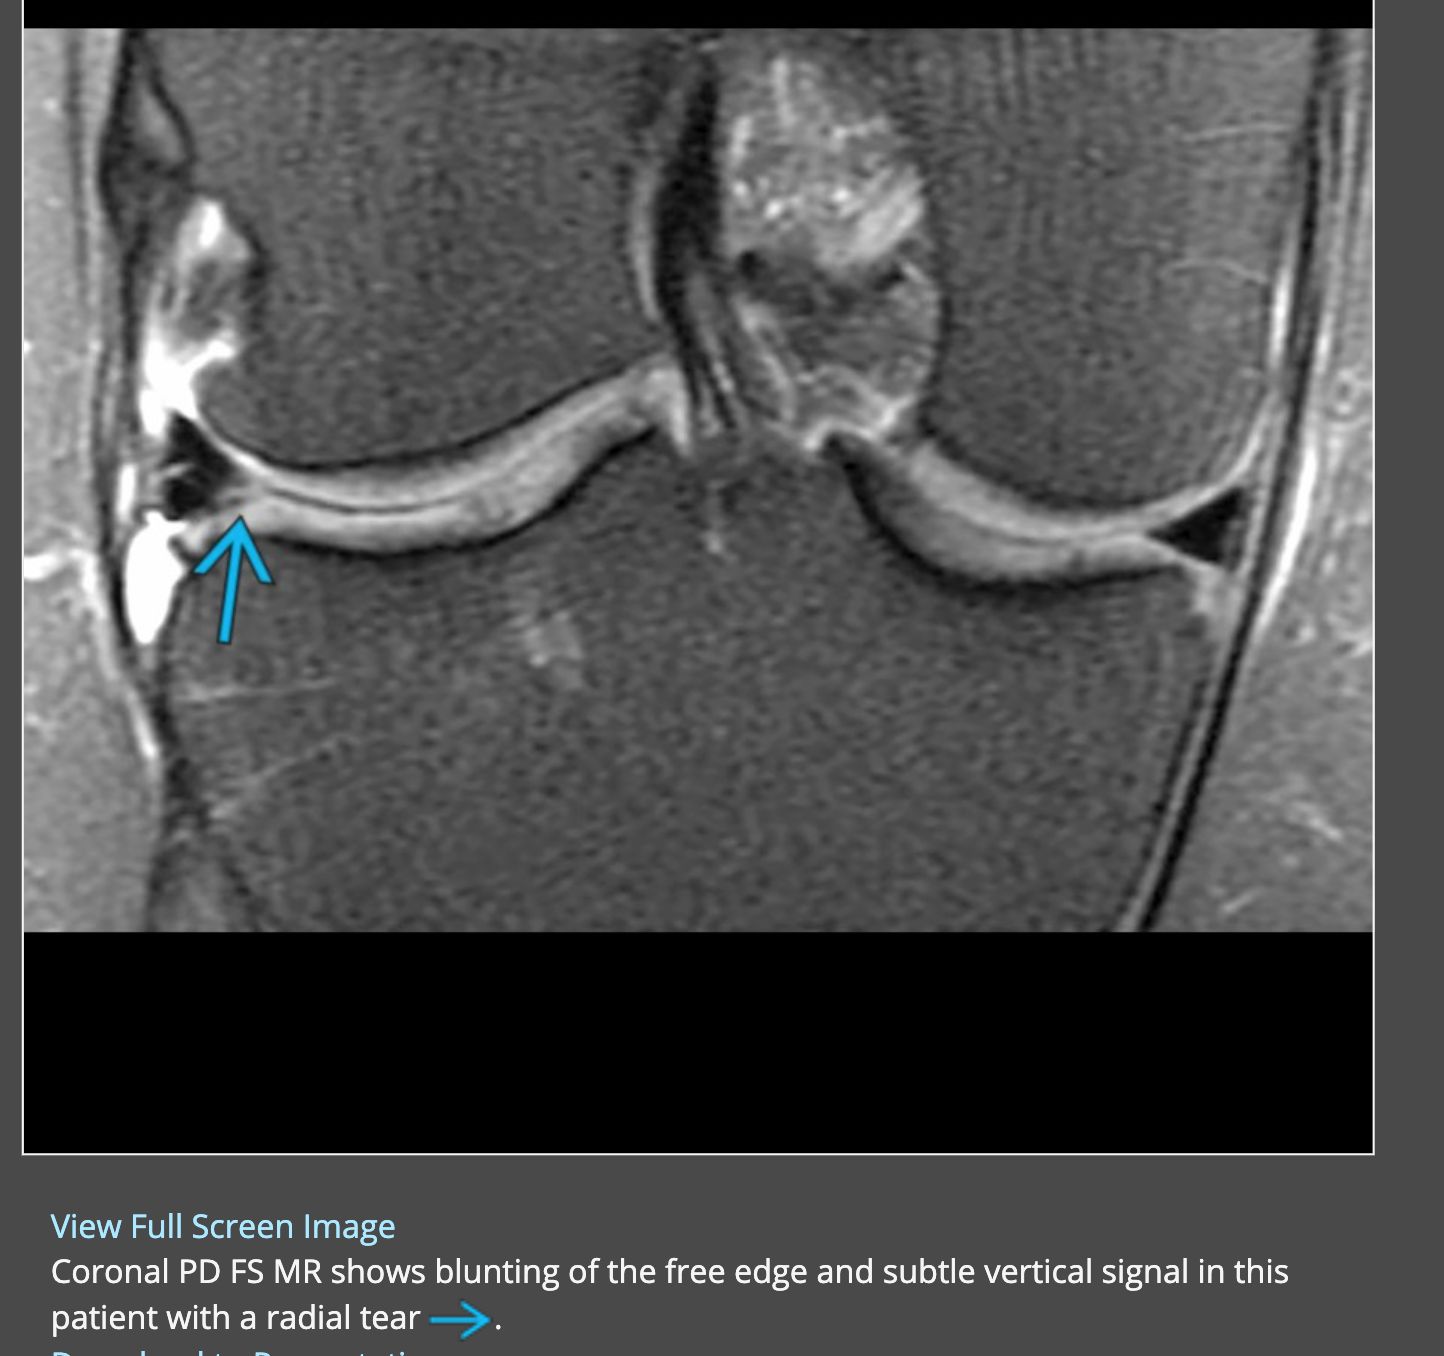 View Full Screen Image
Coronal PD FS MR shows blunting of the free edge and subtle vertical signal in this
patient with a radial tear →.